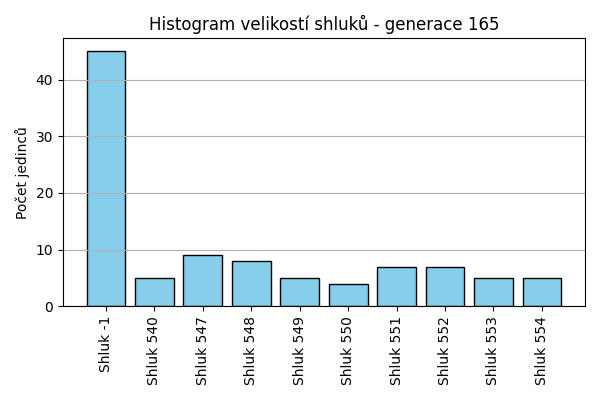 Histogram velikostí shluků - generace 165
Počet jedinců
40
30
20
10
0
Shluk -1
Shluk 540
Shluk 547
Shluk 548
Shluk 549
Shluk 550
Shluk 551
Shluk 552
Shluk 553
Shluk 554